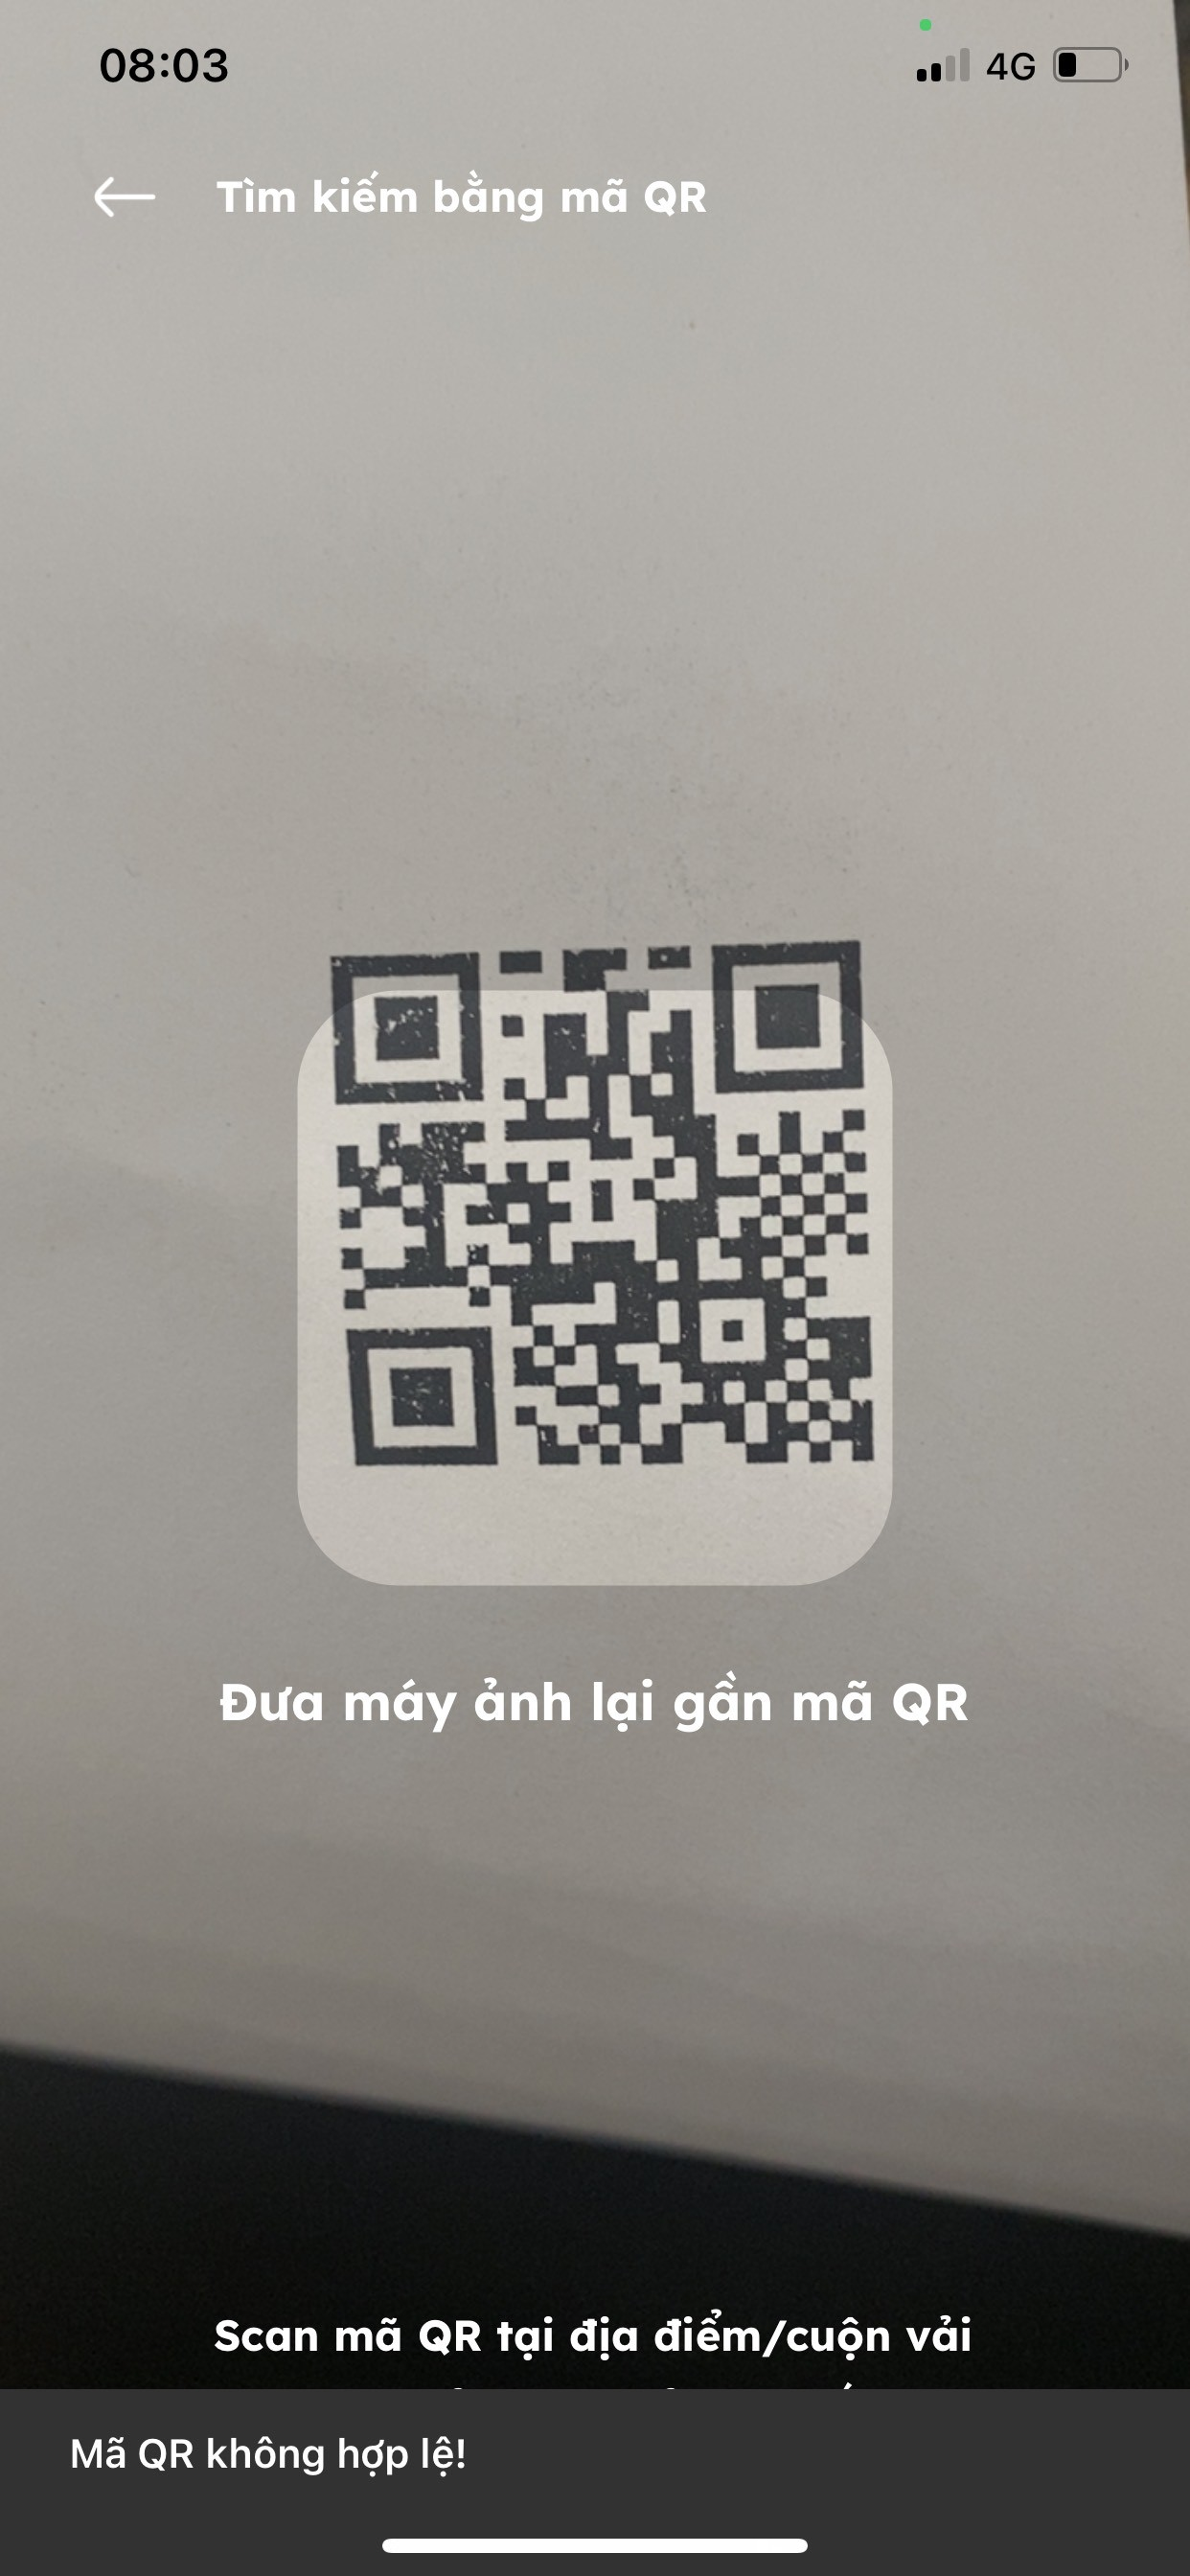 08:03
4G
Tìm kiếm bằng mã QR
Đưa máy ảnh lại gần mã QR
Scan mã QR tại địa điểm/cuộn vải
Mã QR không hợp lệ!